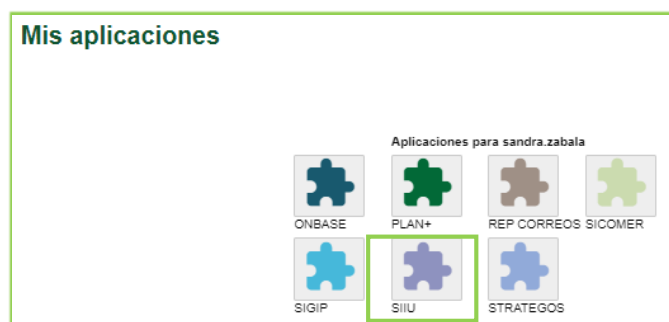 Mis aplicaciones
Aplicaciones para sandra.zabala
ONBASE PLAN+ REP CORREOS SICOMER
SIGIP SIIU STRATEGOS